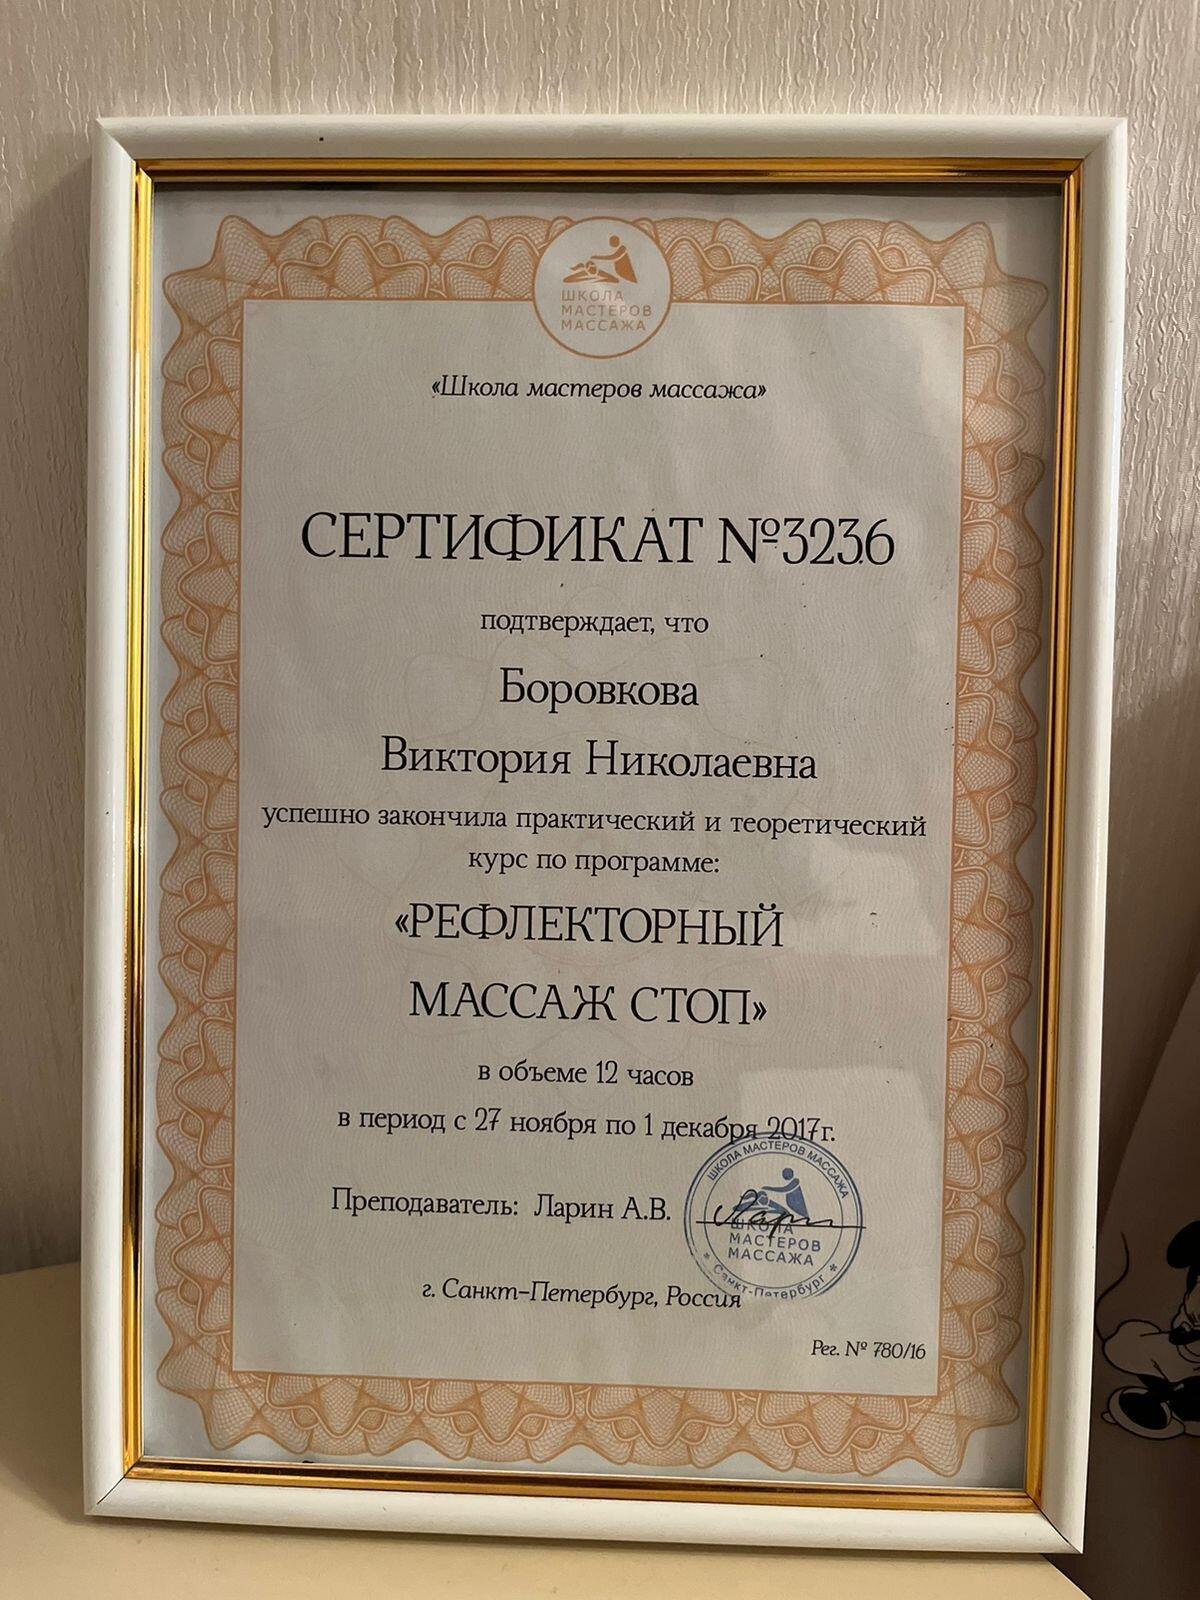 ШКОЛА
МАСТЕРОВ
МАССАЖА
«Школа мастеров массажа»
СЕРТИФИКАТ №3236
подтверждает, что
Боровкова
Виктория Николаевна
успешно закончила практический и теоретический
курс по программе:
«РЕФЛЕКТОРНЫЙ
МАССАЖ СТОП»
в объеме 12 часов
в период с 27 ноября по 1 декабря 2017г.
Преподаватель: Ларин А.В.
ШКОЛА МАСТЕРОВ МАССАЖА
ШКОЛА
МАСТЕРОВ
МАССАЖА
* Санкт-Петербург *
г. Санкт-Петербург, Россия
Рег. № 780/16